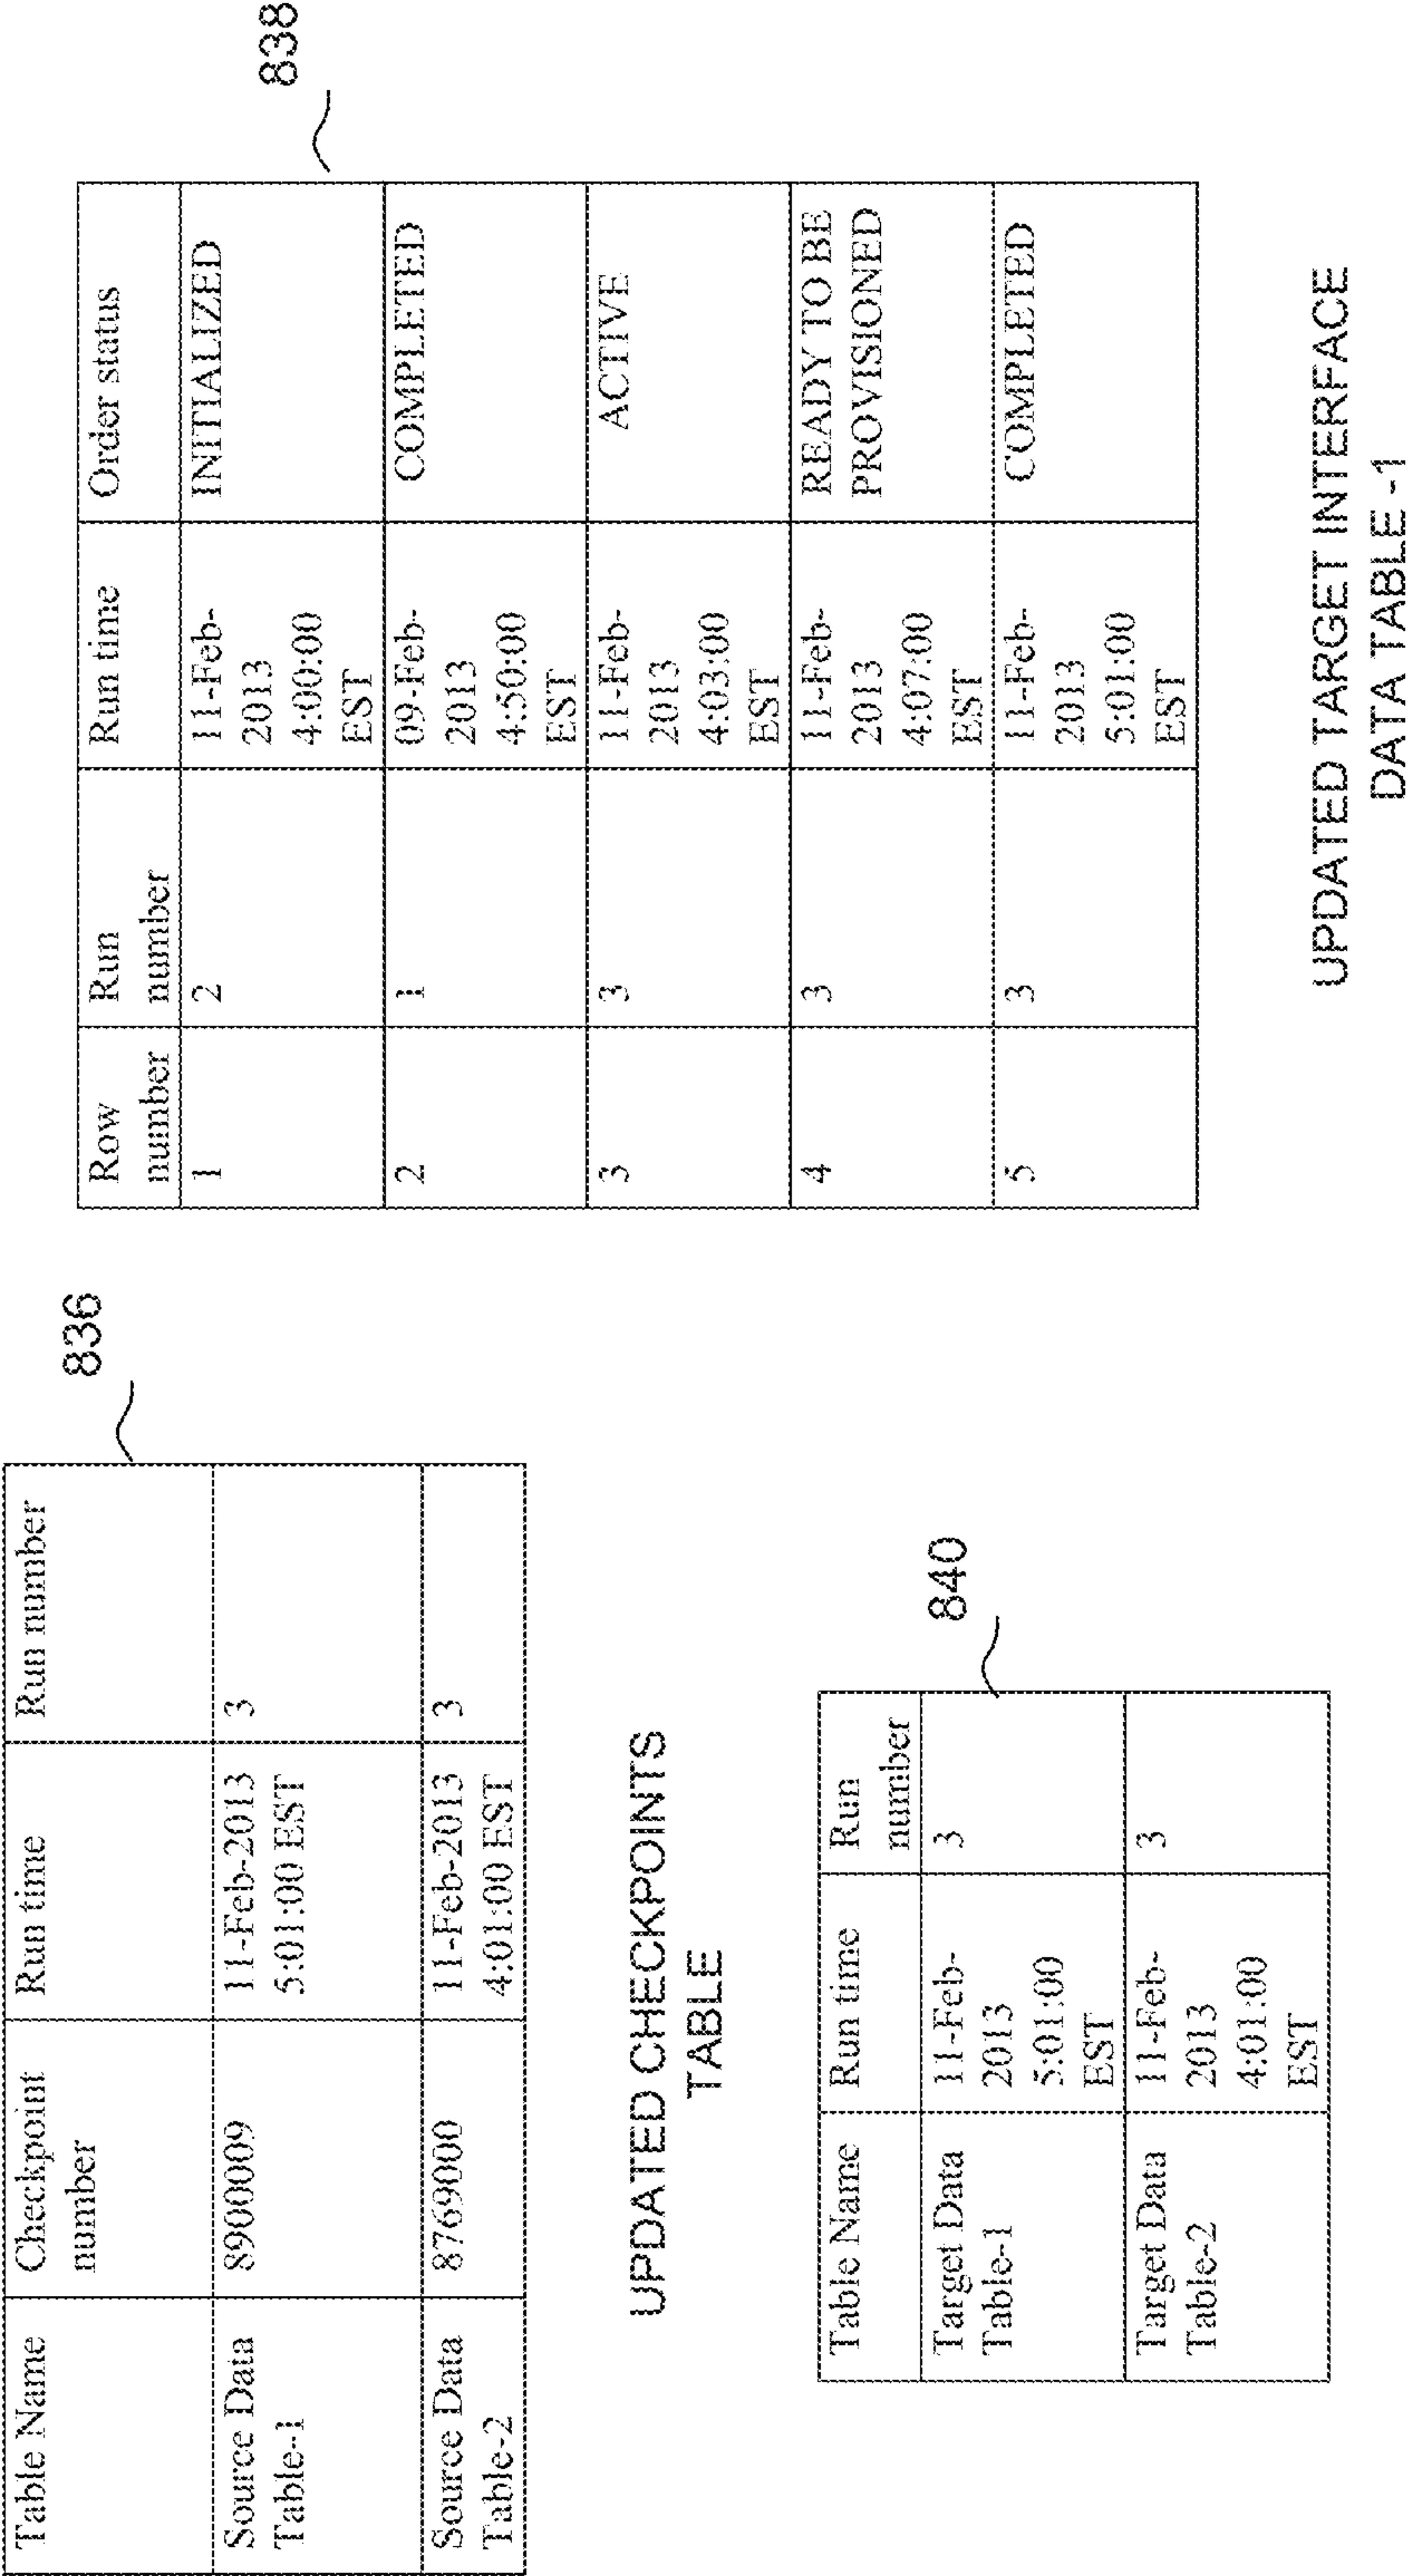 836
Table Name
Checkpoint
number
Run time
Run number
Source Data
Table-1
8900009
11-Feb-2013
5:01:00 EST
3
Source Data
Table-2
8769000
11-Feb-2013
4:01:00 EST
3
UPDATED CHECKPOINTS
TABLE
840
Table Name
Run time
Run
number
Target Data
Table-1
11-Feb-
2013
5:01:00
EST
3
Target Data
Table-2
11-Feb-
2013
4:01:00
EST
3
838
Row
number
Run
number
Run time
Order status
1
2
11-Feb-
2013
4:00:00
EST
INITIALIZED
2
1
09-Feb-
2013
4:50:00
EST
COMPLETED
3
3
11-Feb-
2013
4:03:00
EST
ACTIVE
4
3
11-Feb-
2013
4:07:00
EST
READY TO BE
PROVISIONED
5
3
11-Feb-
2013
5:01:00
EST
COMPLETED
UPDATED TARGET INTERFACE
DATA TABLE -1